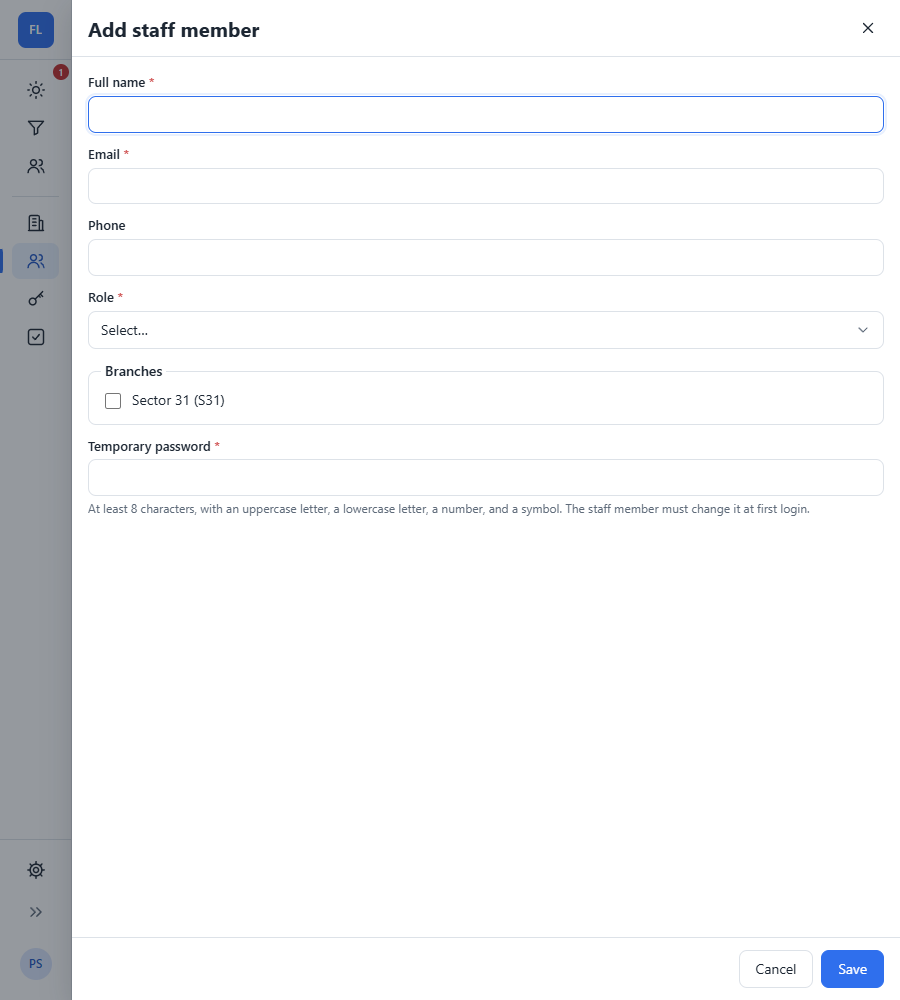 FL
Add staff member
1
Full name *
Email *
Phone
Role *
Select...
Branches
Sector 31 (S31)
Temporary password *
At least 8 characters, with an uppercase letter, a lowercase letter, a number, and a symbol. The staff member must change it at first login.
PS
Cancel
Save